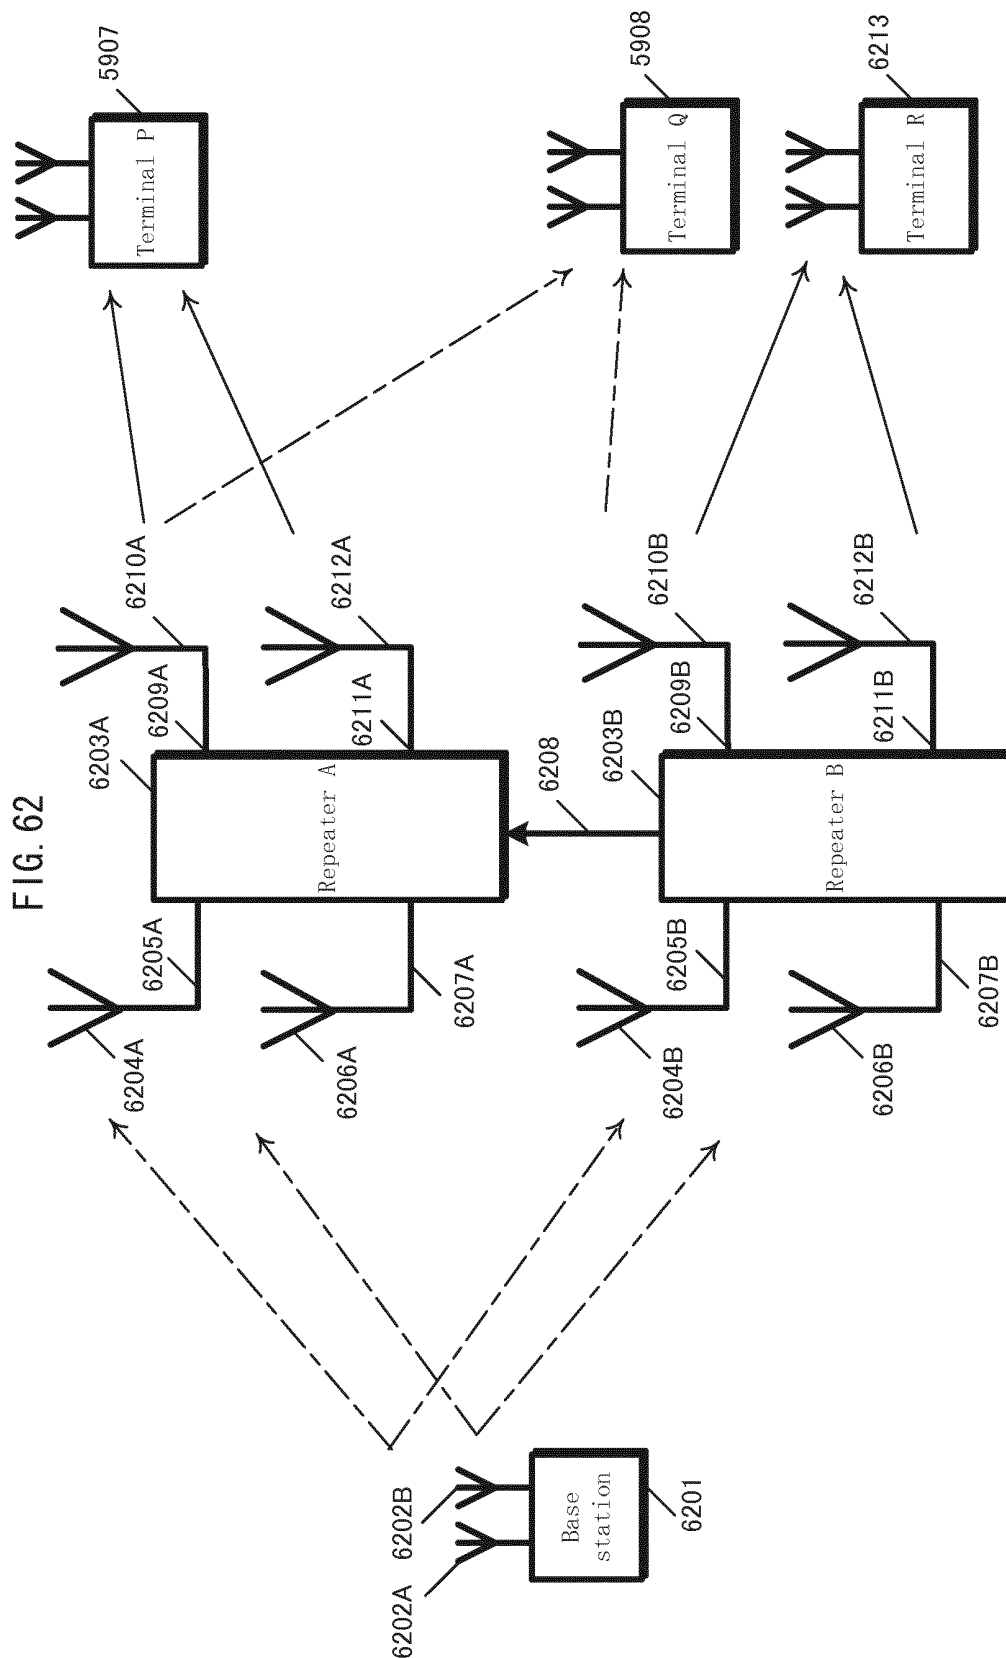 FIG. 62
6202A
6202B
Base
station
6201
6204A
6205A
6206A
6207A
6203A
Repeater A
6209A
6210A
6211A
6212A
6208
6204B
6205B
6206B
6207B
6203B
Repeater B
6209B
6210B
6211B
6212B
5907
Terminal P
5908
Terminal Q
6213
Terminal R